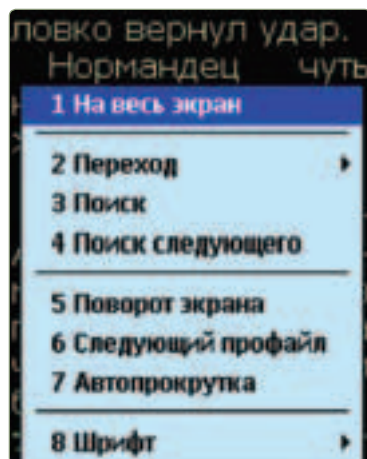 ловко вернул удар.
Нормандец чуть
1 На весь экран
2 Переход
3 Поиск
4 Поиск следующего
5 Поворот экрана
6 Следующий профайл
7 Автопрокрутка
8 Шрифт